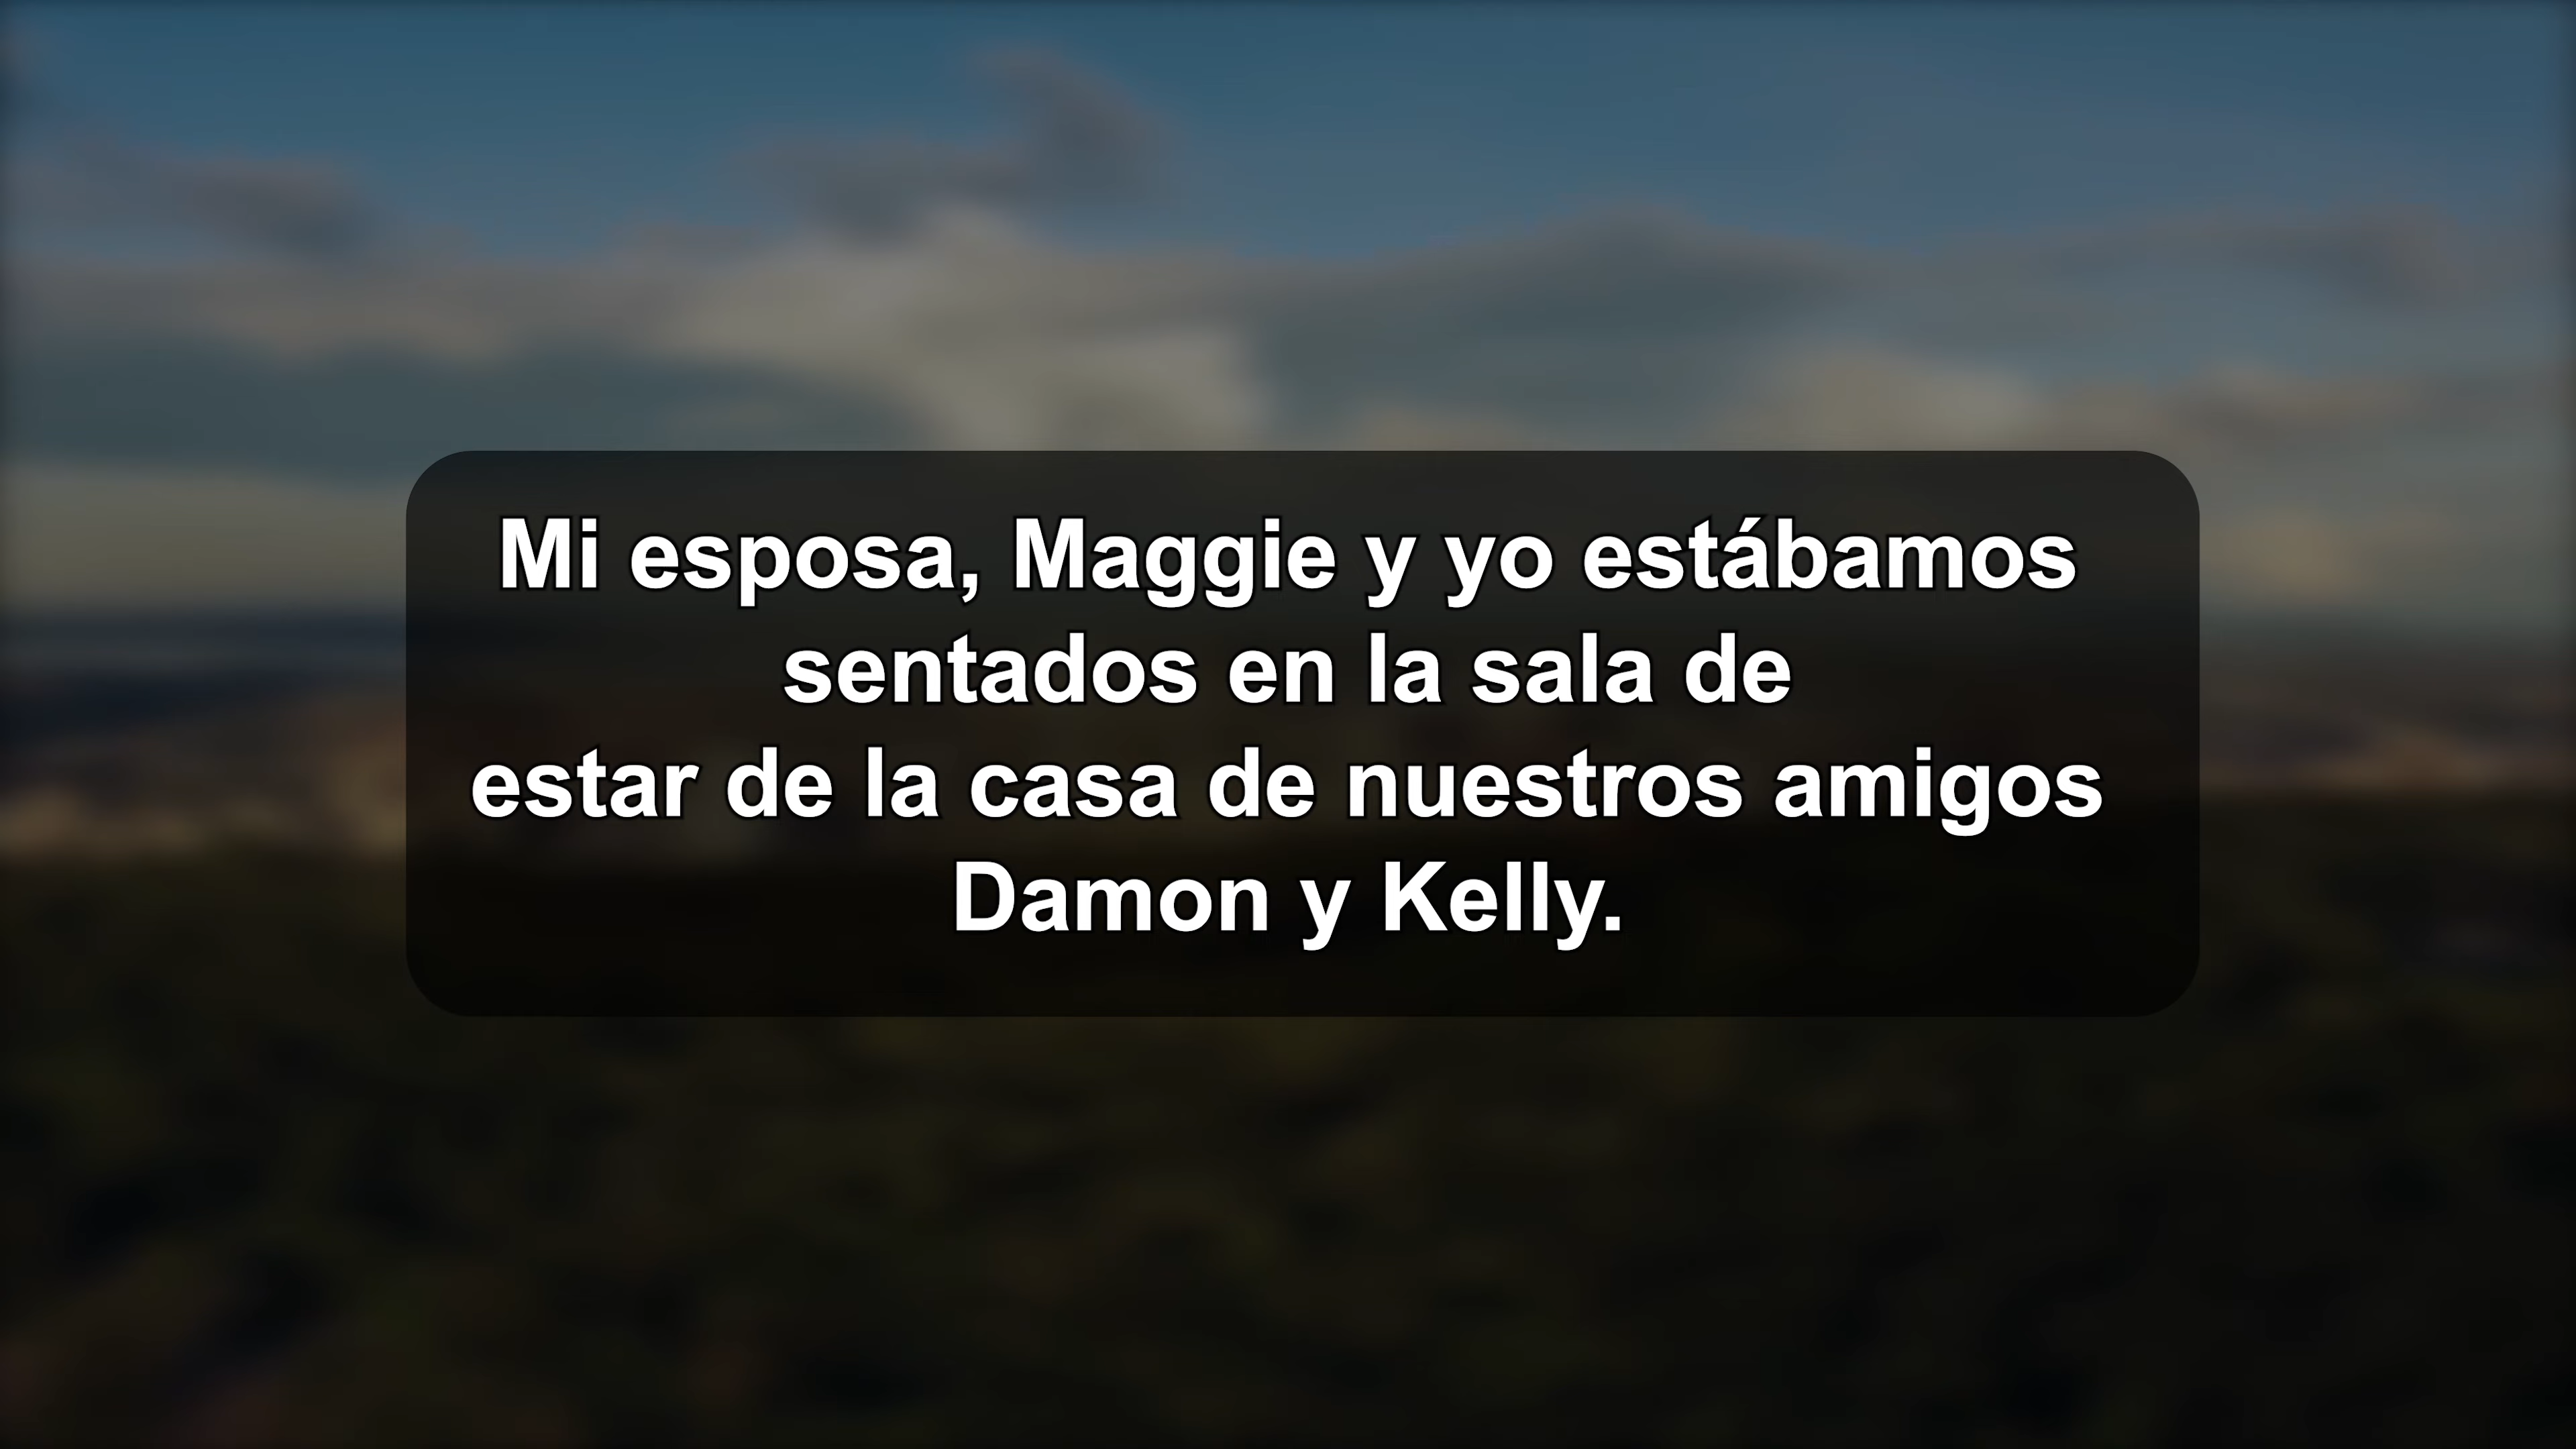 Mi esposa, Maggie y yo estábamos
sentados en la sala de
estar de la casa de nuestros amigos
Damon y Kelly.